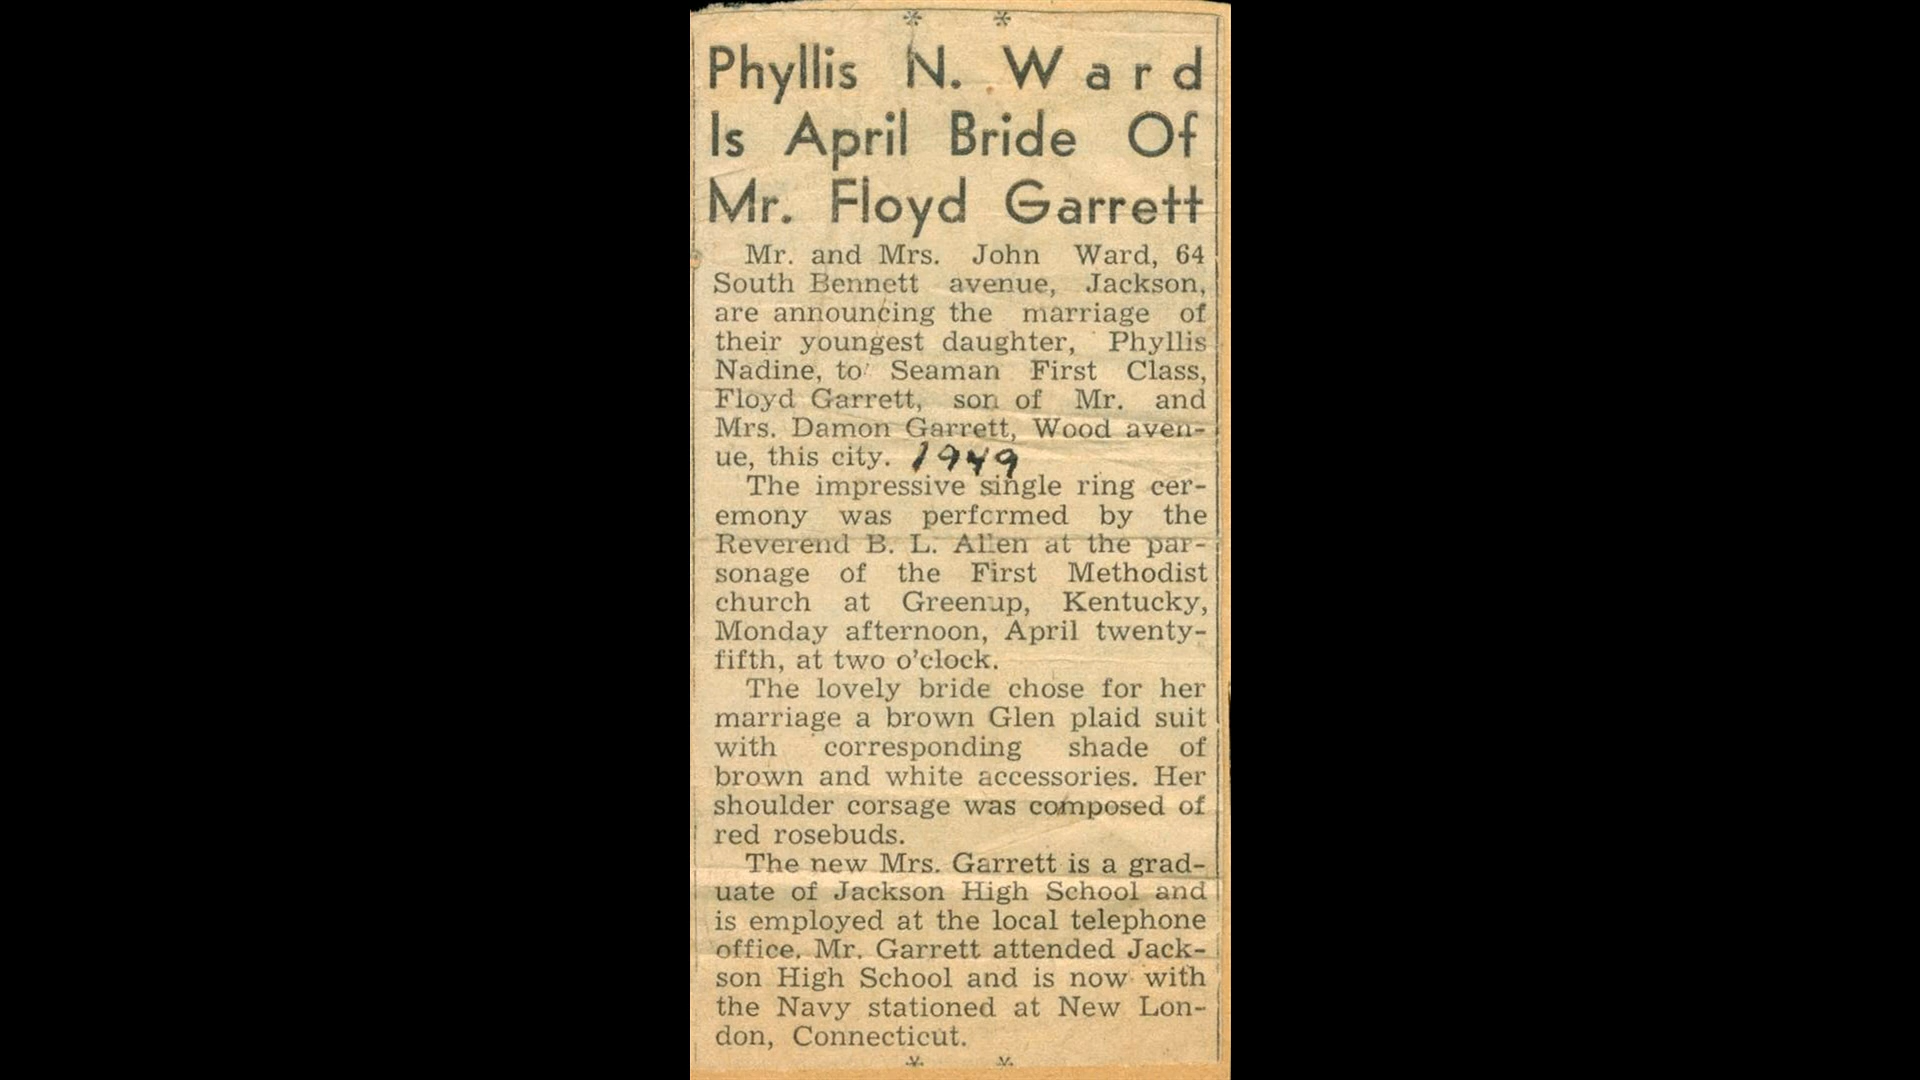 * *
Phyllis N. Ward
Is April Bride Of
Mr. Floyd Garrett
Mr. and Mrs. John Ward, 64
South Bennett avenue, Jackson,
are announcing the marriage of
their youngest daughter, Phyllis
Nadine, to Seaman First Class,
Floyd Garrett, son of Mr. and
Mrs. Damon Garrett, Wood aven-
ue, this city. 1949
The impressive single ring cer-
emony was performed by the
Reverend B. L. Allen at the par-
sonage of the First Methodist
church at Greenup, Kentucky,
Monday afternoon, April twenty-
fifth, at two o'clock.
The lovely bride chose for her
marriage a brown Glen plaid suit
with corresponding shade of
brown and white accessories. Her
shoulder corsage was composed of
red rosebuds.
The new Mrs. Garrett is a grad-
uate of Jackson High School and
is employed at the local telephone
office. Mr. Garrett attended Jack-
son High School and is now with
the Navy stationed at New Lon-
don, Connecticut.
* *